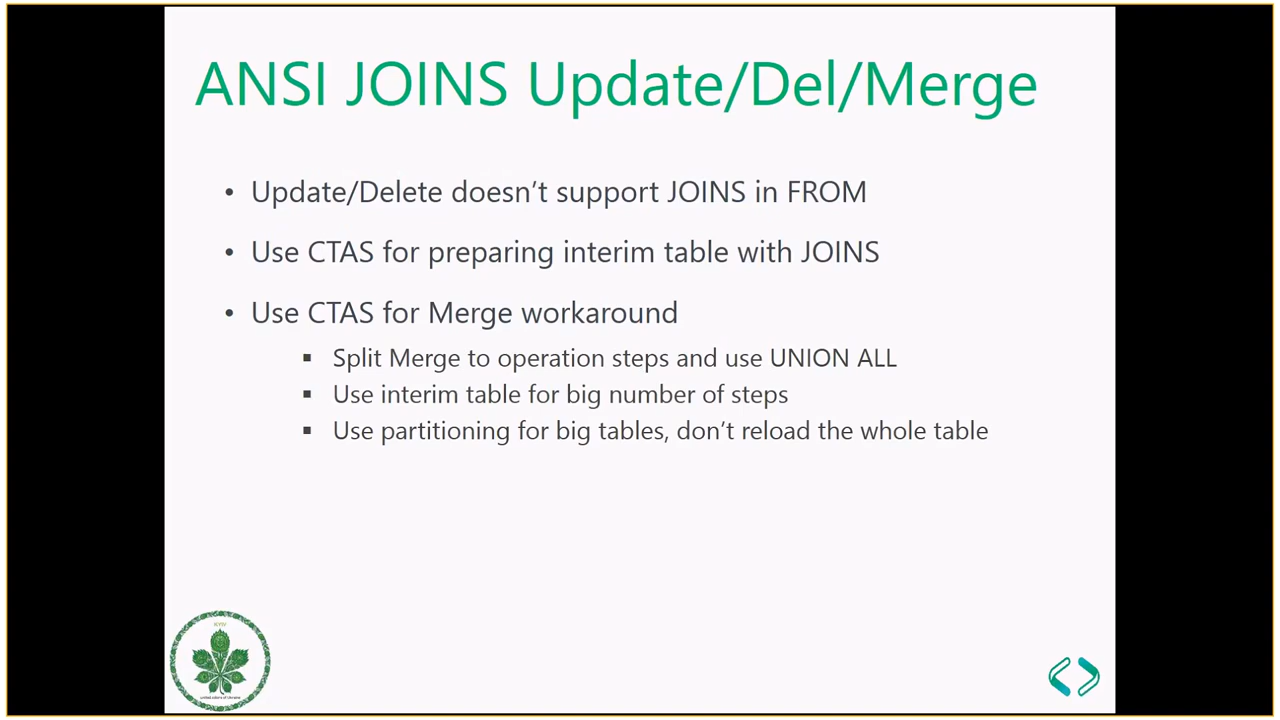 ANSI JOINS Update/Del/Merge
• Update/Delete doesn't support JOINS in FROM
• Use CTAS for preparing interim table with JOINS
• Use CTAS for Merge workaround
▪ Split Merge to operation steps and use UNION ALL
▪ Use interim table for big number of steps
▪ Use partitioning for big tables, don't reload the whole table
KYIV